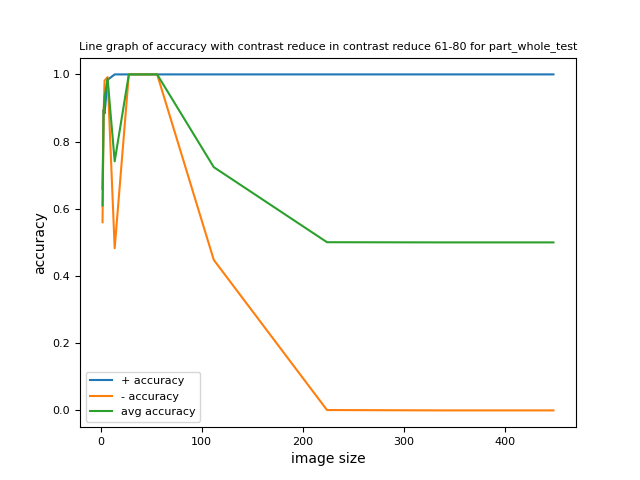 Line graph of accuracy with contrast reduce in contrast reduce 61-80 for part_whole_test
1.0
0.8
0.6
0.4
0.2
0.0
accuracy
+ accuracy
- accuracy
avg accuracy
0 100 200 300 400
image size